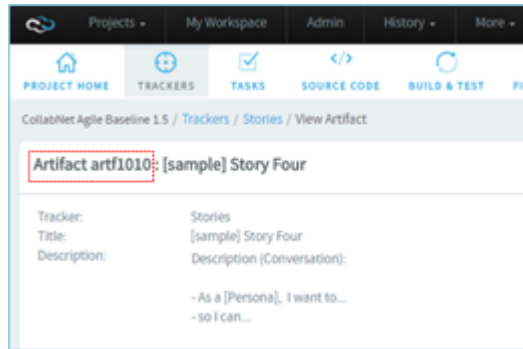 Projects My Workspace Admin History More
PROJECT HOME TRACKERS TASKS SOURCE CODE BUILD & TEST
CollabNet Agile Baseline 1.5 / Trackers / Stories / View Artifact
Artifact artf1010 : [sample] Story Four
Tracker: Stories
Title: [sample] Story Four
Description: Description (Conversation):
- As a [Persona], I want to...
- so I can...